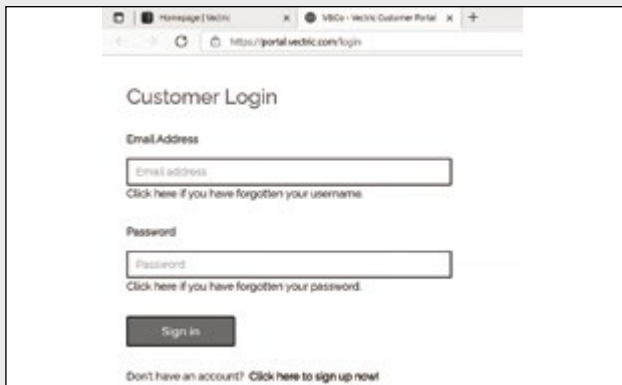 Homepage | Vectric
V&Co - Vectric Customer Portal
https://portal.vectric.com/login
Customer Login
Email Address
Email address
Click here if you have forgotten your username.
Password
Password
Click here if you have forgotten your password.
Sign in
Don't have an account? Click here to sign up now!